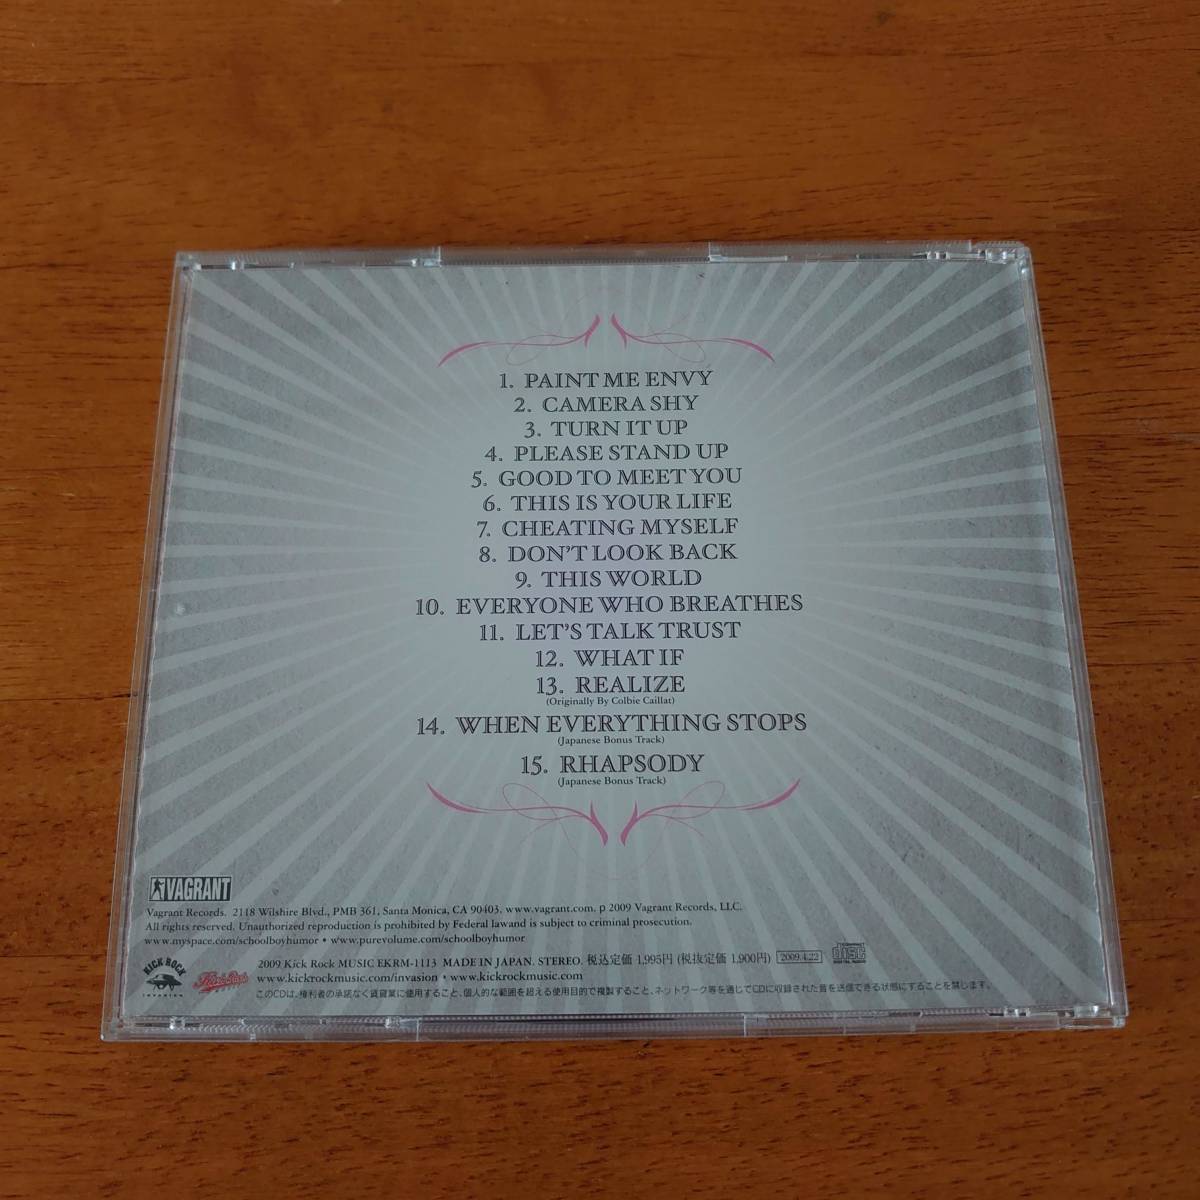 1. PAINT ME ENVY
2. CAMERA SHY
3. TURN IT UP
4. PLEASE STAND UP
5. GOOD TO MEET YOU
6. THIS IS YOUR LIFE
7. CHEATING MYSELF
8. DON'T LOOK BACK
9. THIS WORLD
10. EVERYONE WHO BREATHES
11. LET'S TALK TRUST
12. WHAT IF
13. REALIZE
(Originally By Colbie Caillat)
14. WHEN EVERYTHING STOPS
(Japanese Bonus Track)
15. RHAPSODY
(Japanese Bonus Track)
VAGRANT
Vagrant Records. 2118 Wilshire Blvd., PMB 361, Santa Monica, CA 90403. www.vagrant.com. p 2009 Vagrant Records, LLC.
All rights reserved. Unauthorized reproduction is prohibited by Federal lawand is subject to criminal prosecution.
www.myspace.com/schoolboyhumor • www.purevolume.com/schoolboyhumor
KICK ROCK
INVASION
2009 Kick Rock MUSIC EKRM-1113 MADE IN JAPAN. STEREO. 税込定価 1,995円 (税抜定価 1,900円) 2009.4.22
COMPACT
disc
DIGITAL AUDIO
www.kickrockmusic.com/invasion • www.kickrockmusic.com
このCDは、権利者の承諾なく賃貸業に使用すること、個人的な範囲を超える使用目的で複製すること、ネットワーク等を通じてCDに収録された音を送信できる状態にすることを禁じます。